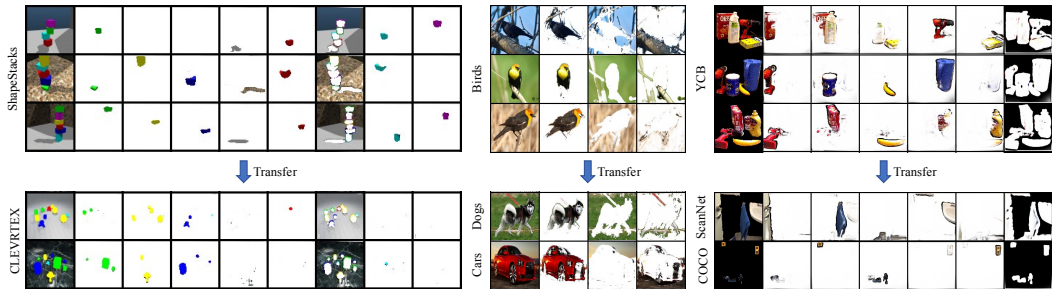 ShapeStacks
Birds
YCB
Transfer
Transfer
Transfer
CLEVRTEX
Dogs
Cars
ScanNet
COCO